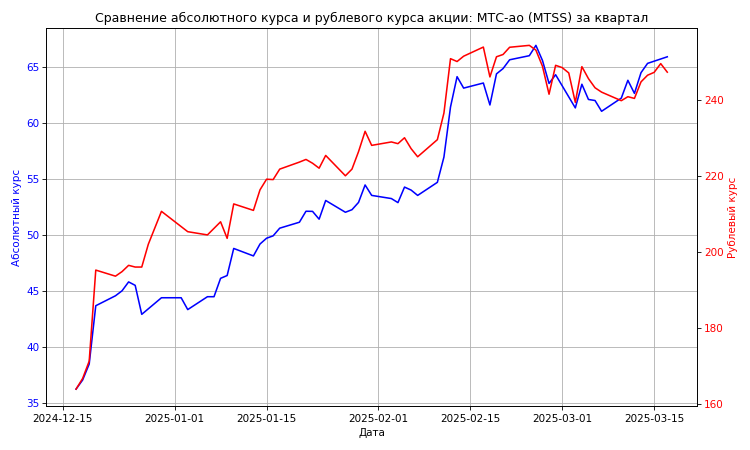 Сравнение абсолютного курса и рублевого курса акции: МТС-ао (MTSS) за квартал
Абсолютный курс
65
60
55
50
45
40
35
240
220
200
180
160
Рублевый курс
2024-12-15 2025-01-01 2025-01-15 2025-02-01 2025-02-15 2025-03-01 2025-03-15
Дата